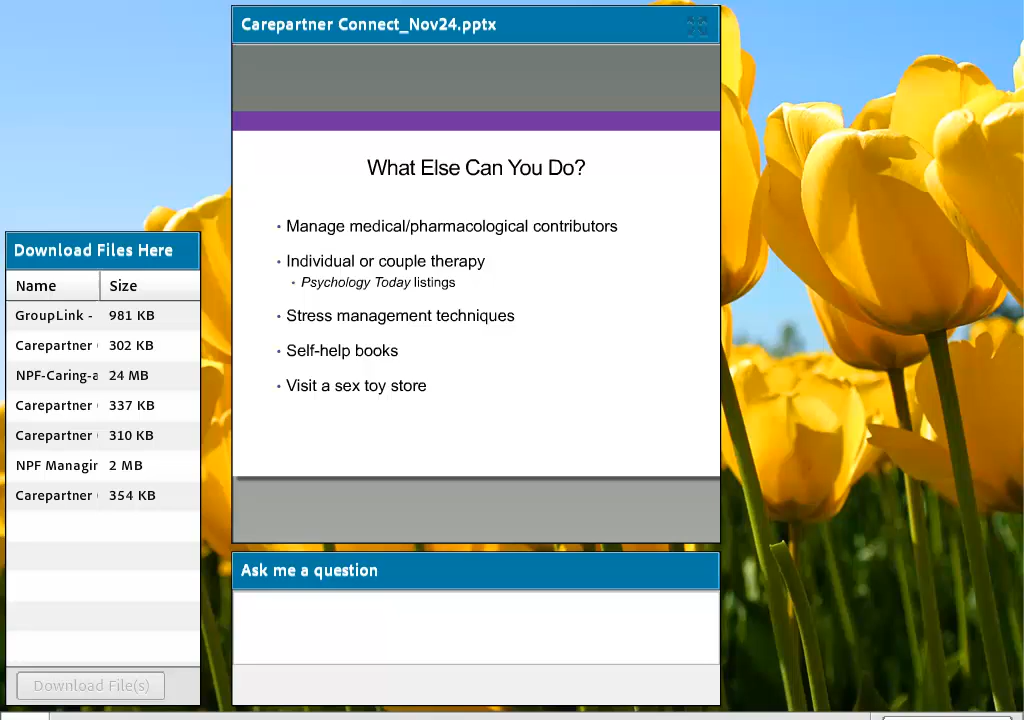 Carepartner Connect_Nov24.pptx
What Else Can You Do?
• Manage medical/pharmacological contributors
• Individual or couple therapy
• Psychology Today listings
• Stress management techniques
• Self-help books
• Visit a sex toy store
Download Files Here
Name Size
GroupLink - 981 KB
Carepartner 302 KB
NPF-Caring-a 24 MB
Carepartner 337 KB
Carepartner 310 KB
NPF Managin 2 MB
Carepartner 354 KB
Download File(s)
Ask me a question